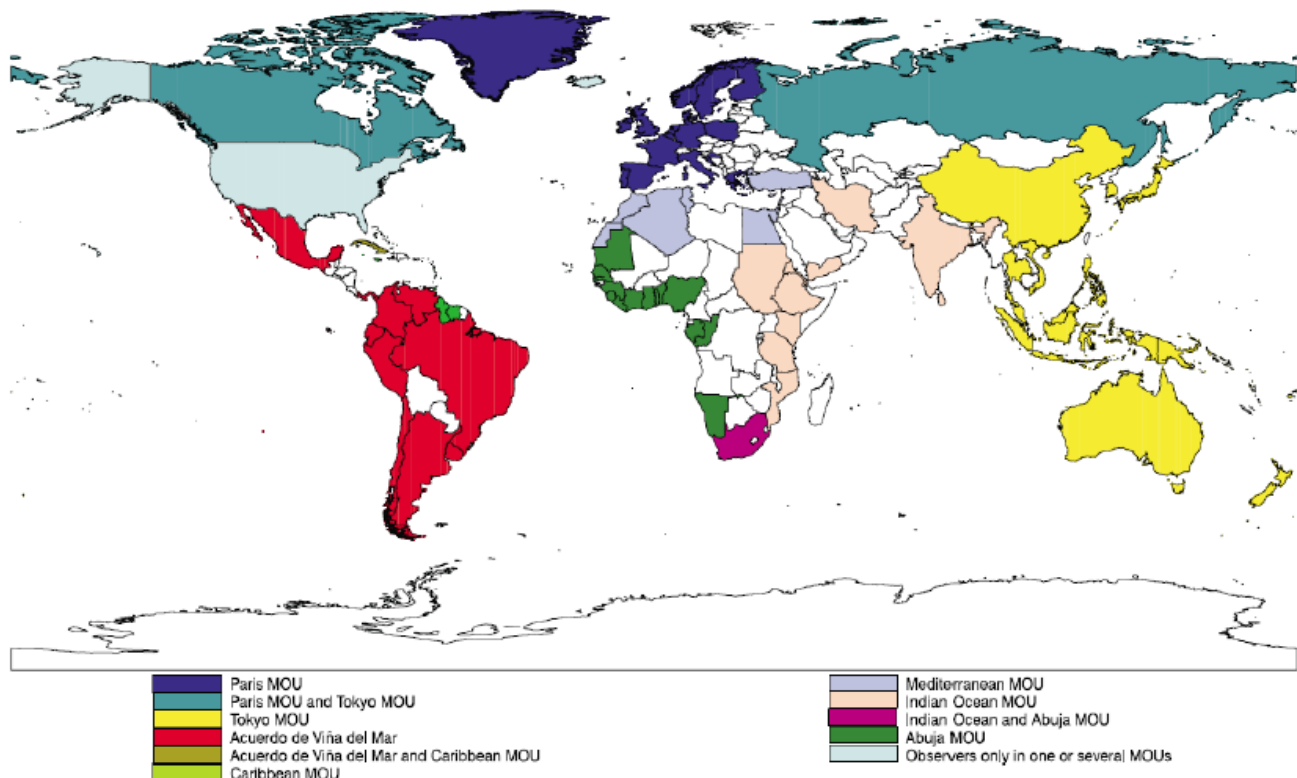 Paris MOU
Paris MOU and Tokyo MOU
Tokyo MOU
Acuerdo de Viña del Mar
Acuerdo de Viña del Mar and Caribbean MOU
Caribbean MOU
Mediterranean MOU
Indian Ocean MOU
Indian Ocean and Abuja MOU
Abuja MOU
Observers only in one or several MOUs